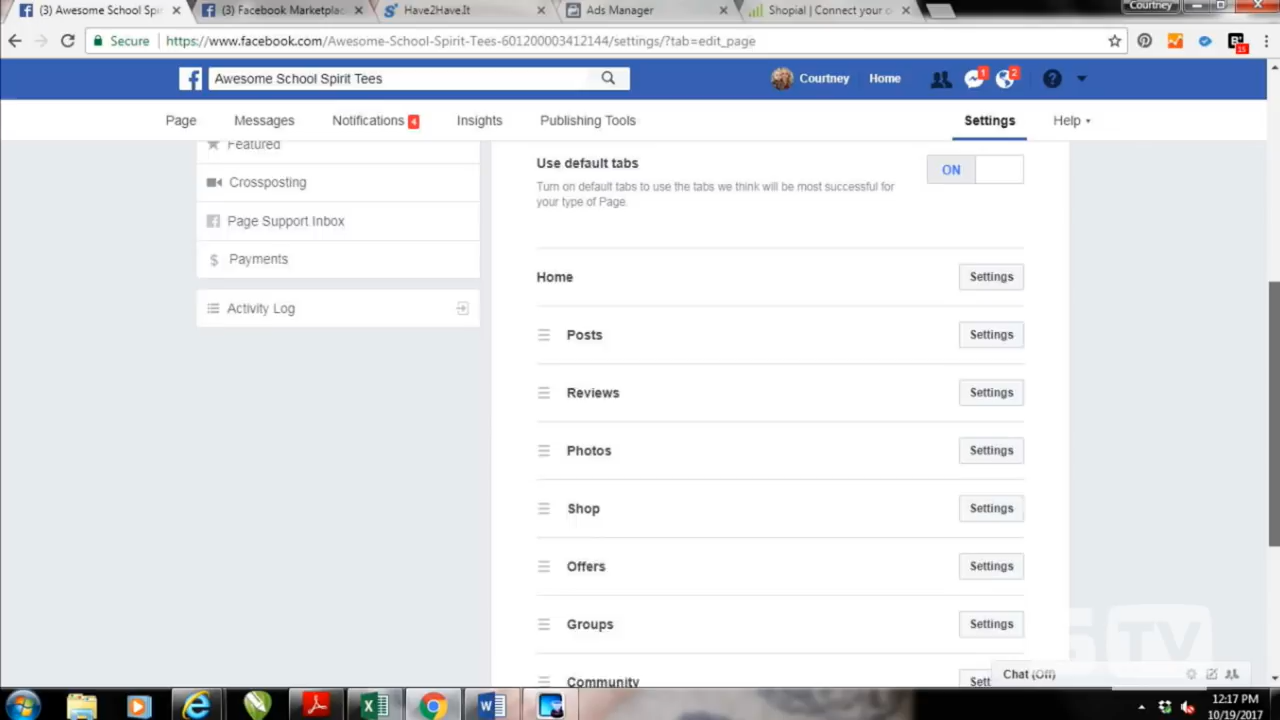 (3) Awesome School Spi
(3) Facebook Marketplac
Have2Have.It
Ads Manager
Shopial | Connect your o
Courtney
Secure
https://www.facebook.com/Awesome-School-Spirit-Tees-601200003412144/settings/?tab=edit_page
15
Awesome School Spirit Tees
Courtney
Home
1
2
Page
Messages
Notifications 4
Insights
Publishing Tools
Settings
Help
Featured
Crossposting
Page Support Inbox
Payments
Activity Log
Use default tabs
ON
Turn on default tabs to use the tabs we think will be most successful for
your type of Page.
Home
Settings
Posts
Settings
Reviews
Settings
Photos
Settings
Shop
Settings
Offers
Settings
Groups
Settings
Community
Sett
TV
Chat (Off)
12:17 PM
10/19/2017